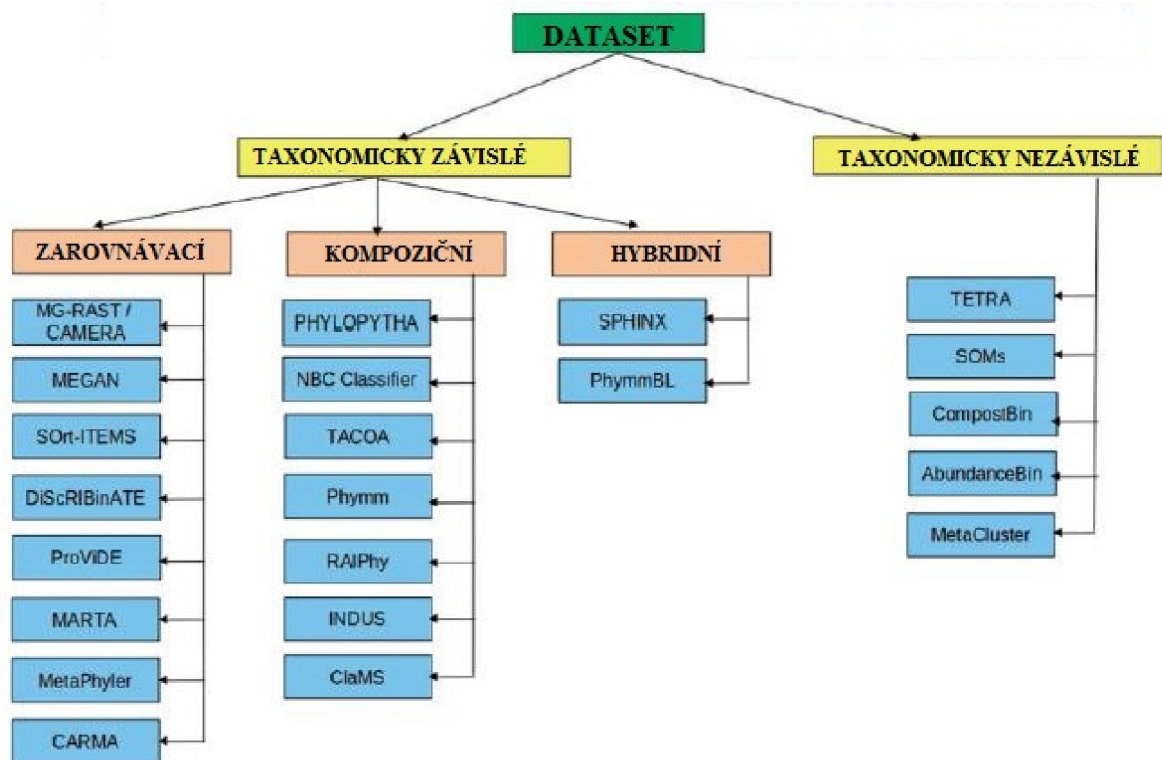 DATASET
TAXONOMICKY ZÁVISLÉ
TAXONOMICKY NEZÁVISLÉ
ZAROVNÁVACÍ
KOMPOZIČNÍ
HYBRIDNÍ
MG-RAST /
CAMERA
MEGAN
SOrt-ITEMS
DiScRIBinATE
ProViDE
MARTA
MetaPhyler
CARMA
PHYLOPYTHA
NBC Classifier
TACOA
Phymm
RAIPhy
INDUS
ClaMS
SPHINX
PhymmBL
TETRA
SOMs
CompostBin
AbundanceBin
MetaCluster